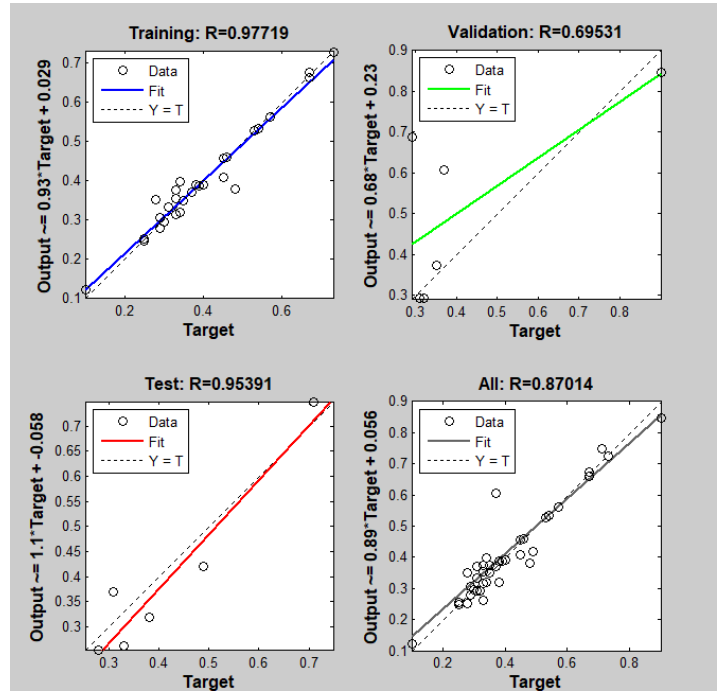 Training: R=0.97719
Output ~= 0.93*Target + 0.029
0.7
0.6
0.5
0.4
0.3
0.2
0.1
Data
Fit
Y = T
0.2 0.4 0.6
Target
Validation: R=0.69531
Output ~= 0.68*Target + 0.23
0.9
0.8
0.7
0.6
0.5
0.4
0.3
Data
Fit
Y = T
0.3 0.4 0.5 0.6 0.7 0.8
Target
Test: R=0.95391
Output ~= 1.1*Target + -0.058
0.7
0.65
0.6
0.55
0.5
0.45
0.4
0.35
0.3
Data
Fit
Y = T
0.3 0.4 0.5 0.6 0.7
Target
All: R=0.87014
Output ~= 0.89*Target + 0.056
0.9
0.8
0.7
0.6
0.5
0.4
0.3
0.2
0.1
Data
Fit
Y = T
0.2 0.4 0.6 0.8
Target